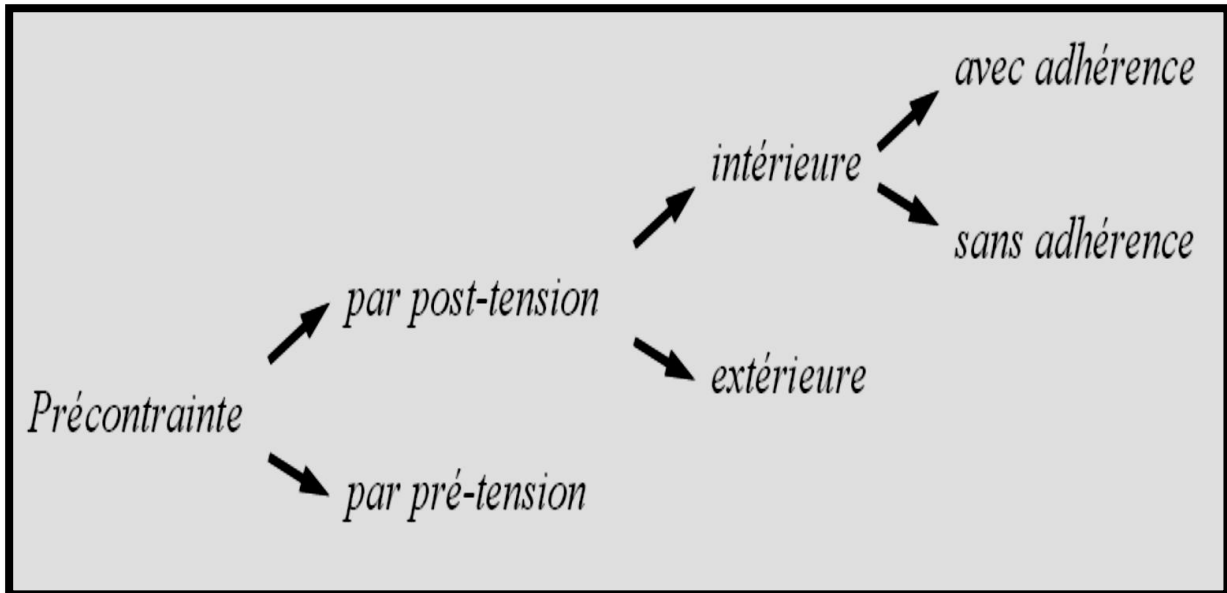 avec adhérence
intérieure
sans adhérence
par post-tension
extérieure
Précontrainte
par pré-tension